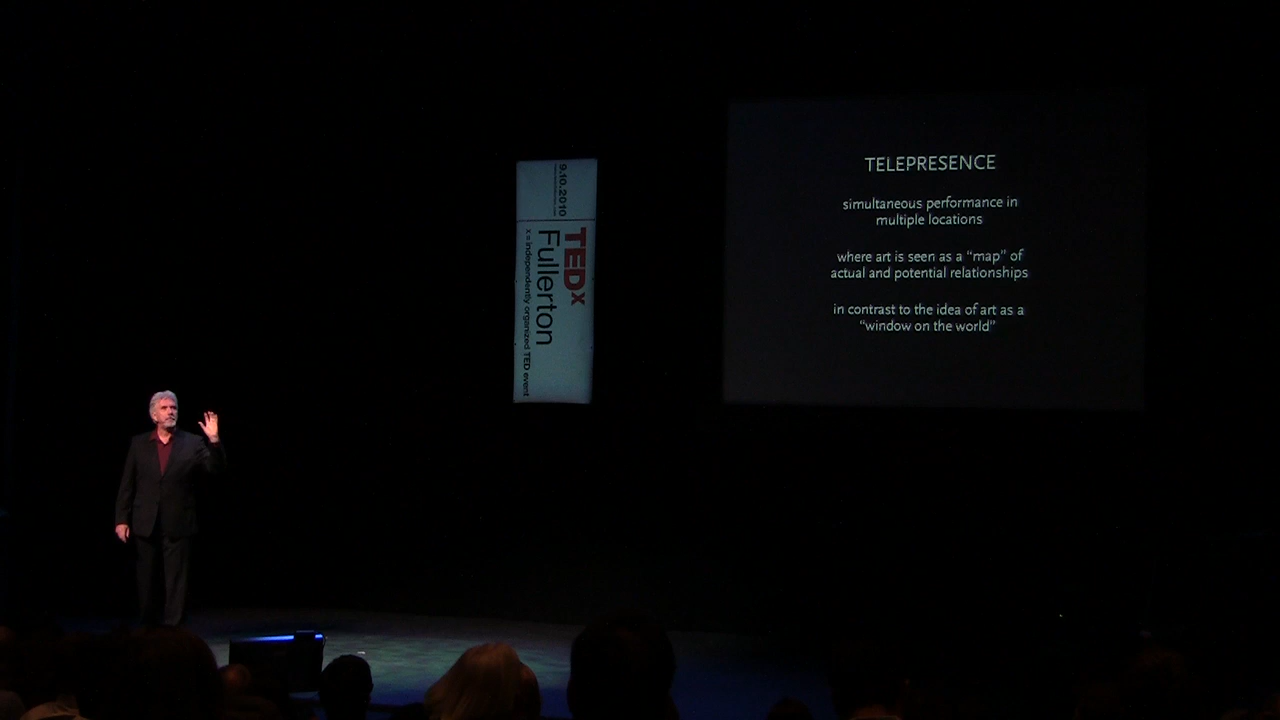 9.10.2010
TEDx
Fullerton
x = independently organized TED event
TELEPRESENCE
simultaneous performance in
multiple locations
where art is seen as a “map” of
actual and potential relationships
in contrast to the idea of art as a
“window on the world”